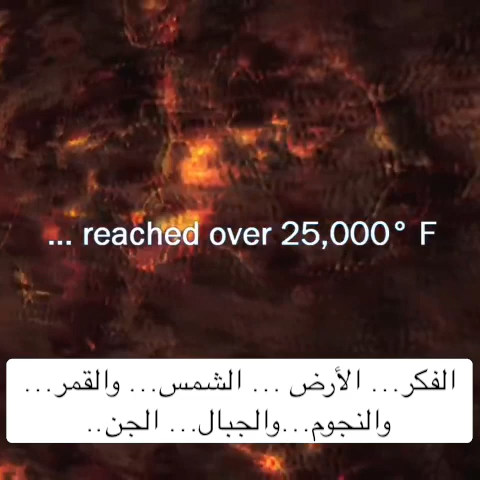 ... reached over 25,000° F
الفكر... الأرض ... الشمس... والقمر...
والنجوم...والجبال... الجن..